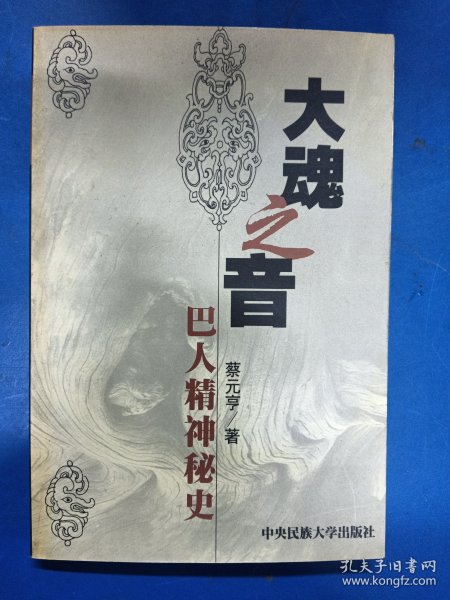 大魂之音
巴人精神秘史
蔡元亨/著
中央民族大学出版社
孔夫子旧书网
www.kongfz.com